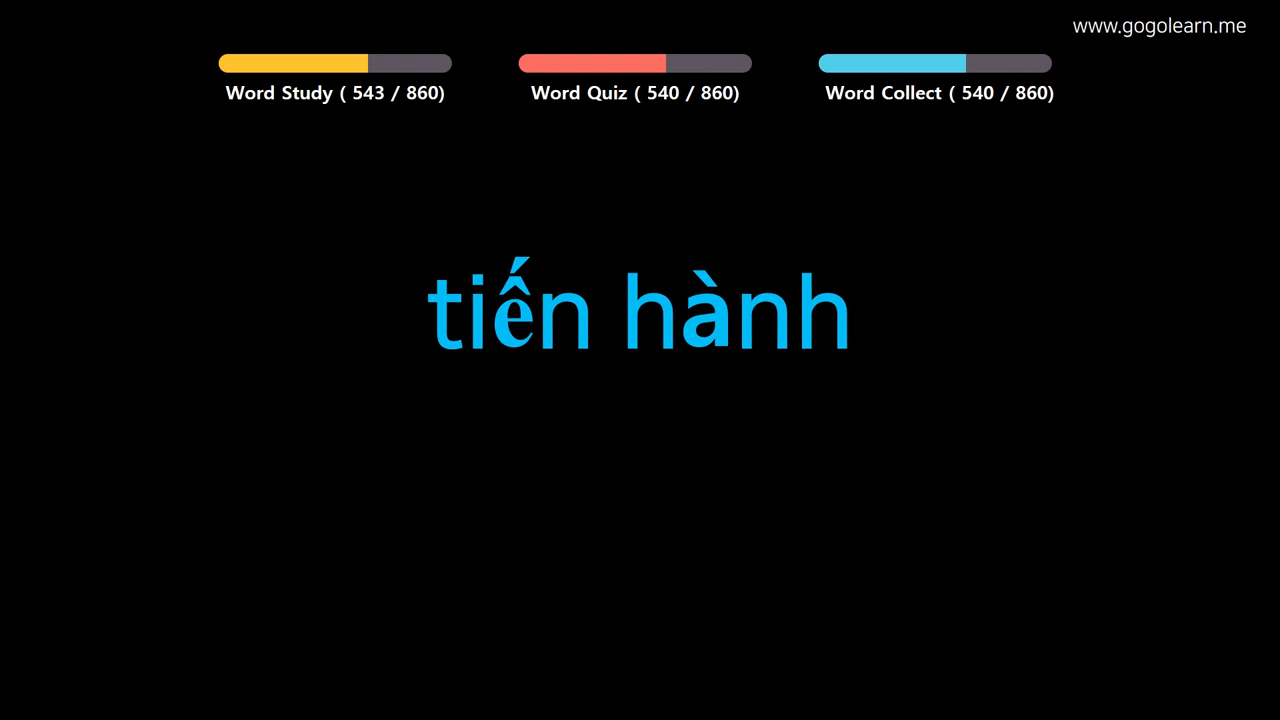 www.gogolearn.me
Word Study ( 543 / 860)
Word Quiz ( 540 / 860)
Word Collect ( 540 / 860)
tiến hành